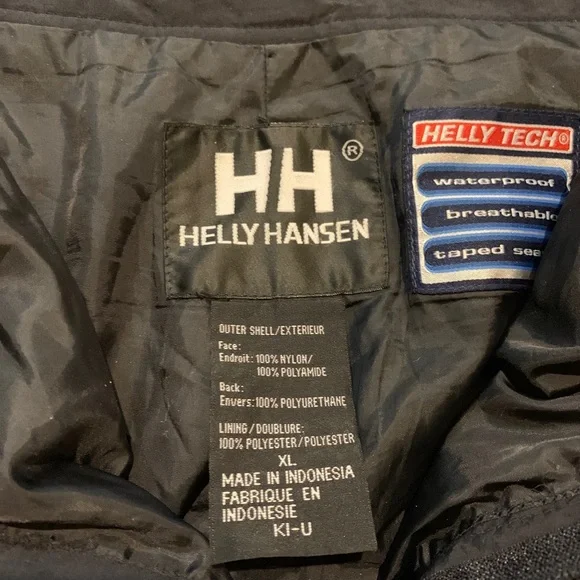 HH®
HELLY HANSEN
HELLY TECH®
waterproof
breathable
taped
OUTER SHELL/EXTERIEUR
Face:
Endroit: 100% NYLON/
100% POLYAMIDE
Back:
Envers: 100% POLYURETHANE
LINING/DOUBLURE:
100% POLYESTER/POLYESTER
XL
MADE IN INDONESIA
FABRIQUE EN
INDONESIE
KI-U